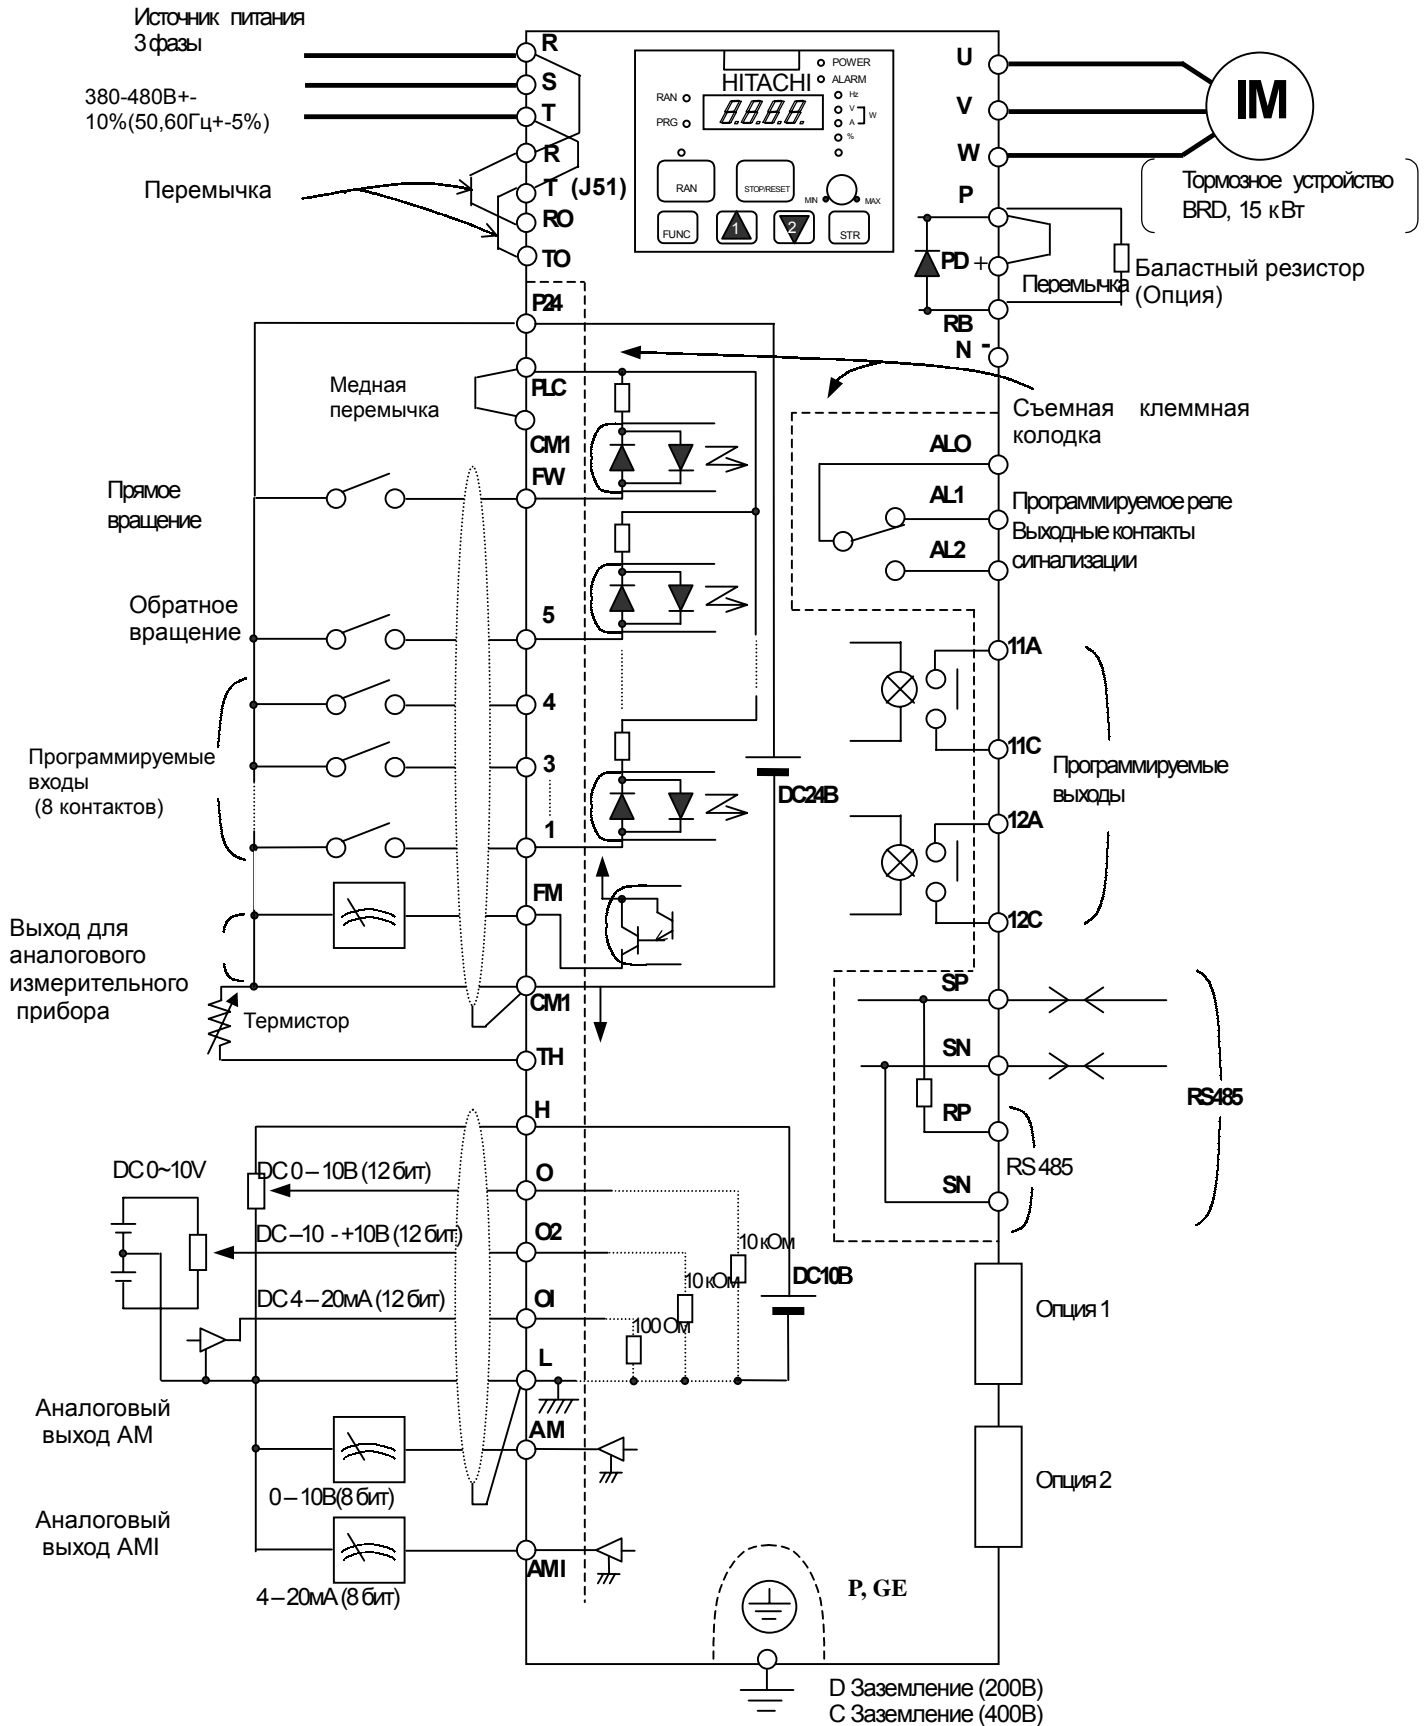 Источник питания
3 фазы
380-480В+-
10%(50,60Гц+-5%)
Перемычка
R
S
T
R
T (J51)
RO
TO
HITACHI
POWER
ALARM
RAN
PRG
8.8.8.8.
Hz
V
A
W
%
RAN
STOP/RESET
MIN
MAX
FUNC
1
2
STR
U
V
W
P
PD +
RB
N -
IM
Тормозное устройство
BRD, 15 кВт
Перемычка
Баластный резистор
(Опция)
P24
PLC
CM1
FW
5
4
3
1
FM
CM1
TH
Медная
перемычка
Прямое
вращение
Обратное
вращение
Программируемые
входы
(8 контактов)
Выход для
аналогового
измерительного
прибора
Термистор
DC24В
Съемная клеммная
колодка
ALO
AL1
AL2
Программируемое реле
Выходные контакты
сигнализации
11A
11C
12A
12C
Программируемые
выходы
SP
SN
RP
SN
RS 485
RS485
H
O
O2
OI
L
AM
AMI
DC 0~10V
DC 0 – 10В (12 бит)
DC –10 - +10В (12 бит)
DC 4 – 20мА (12 бит)
10 кОм
10 кОм
100 Ом
DC10В
Аналоговый
выход АМ
0 – 10В(8 бит)
Аналоговый
выход АМI
4 – 20мА (8 бит)
Опция 1
Опция 2
P, GE
D Заземление (200В)
C Заземление (400В)